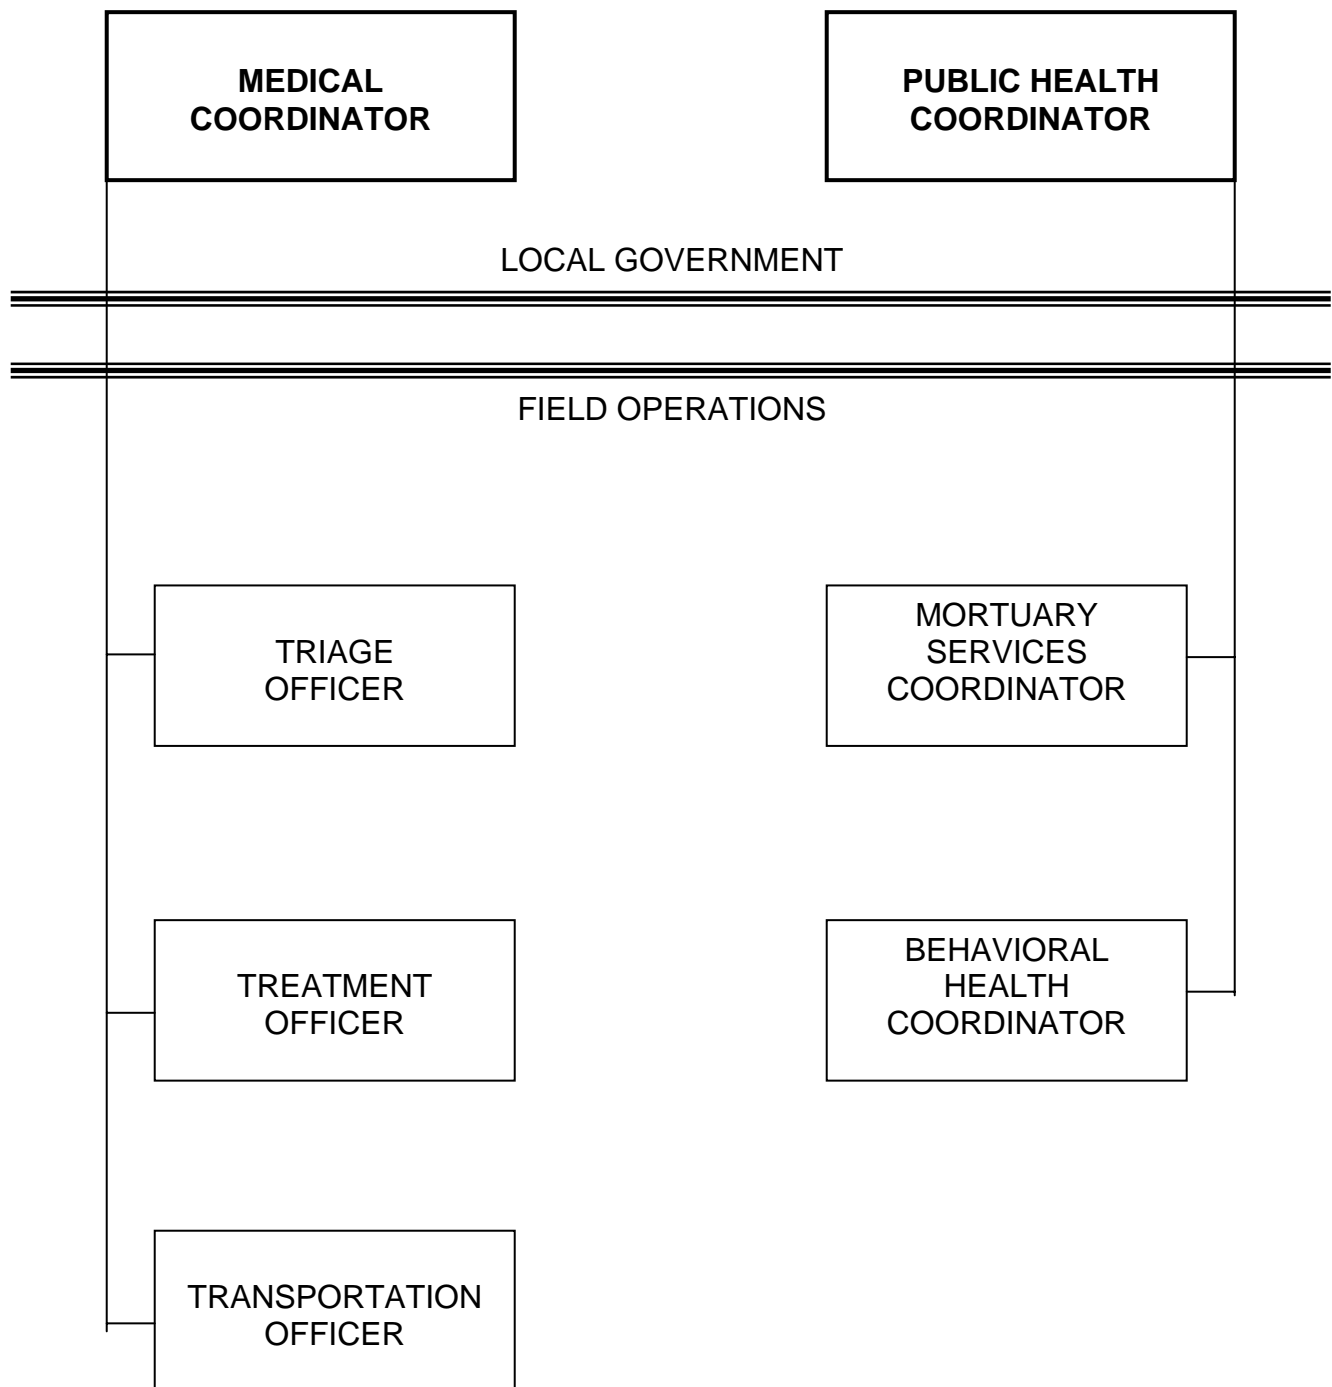 MEDICAL
COORDINATOR
PUBLIC HEALTH
COORDINATOR
LOCAL GOVERNMENT
FIELD OPERATIONS
TRIAGE
OFFICER
MORTUARY
SERVICES
COORDINATOR
TREATMENT
OFFICER
BEHAVIORAL
HEALTH
COORDINATOR
TRANSPORTATION
OFFICER